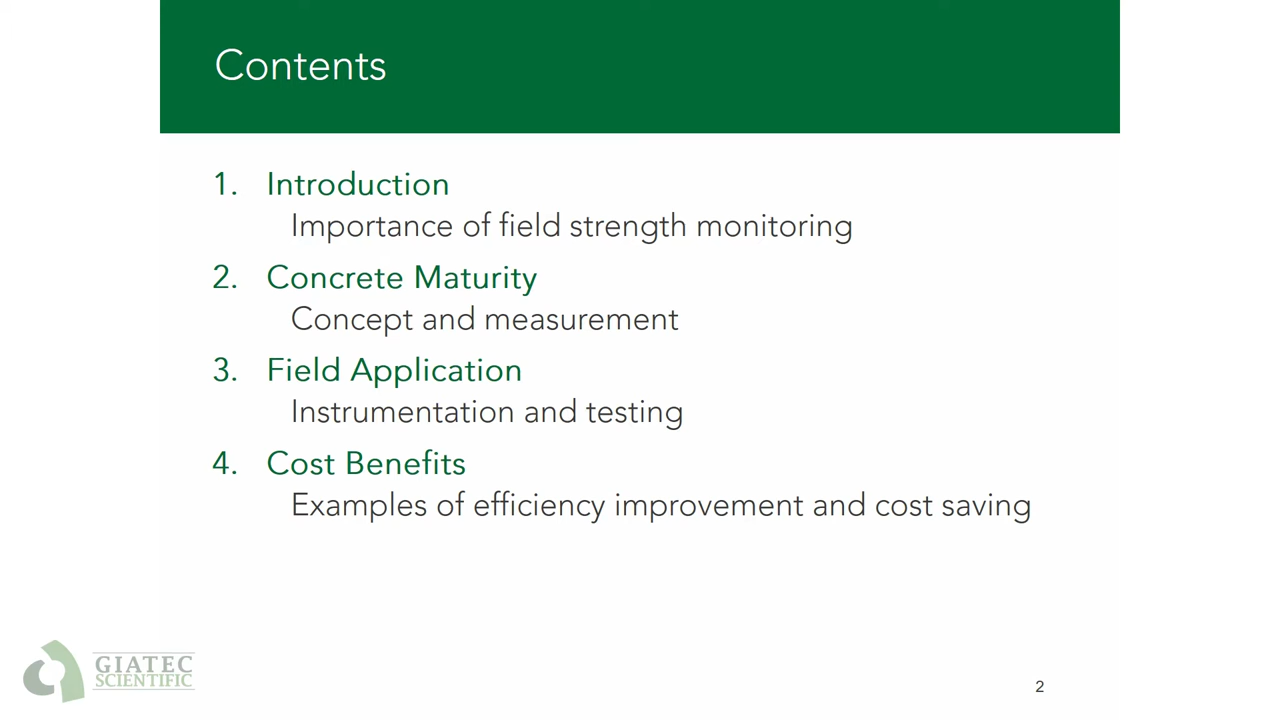 Contents
1. Introduction
Importance of field strength monitoring
2. Concrete Maturity
Concept and measurement
3. Field Application
Instrumentation and testing
4. Cost Benefits
Examples of efficiency improvement and cost saving
GIATEC
SCIENTIFIC
2